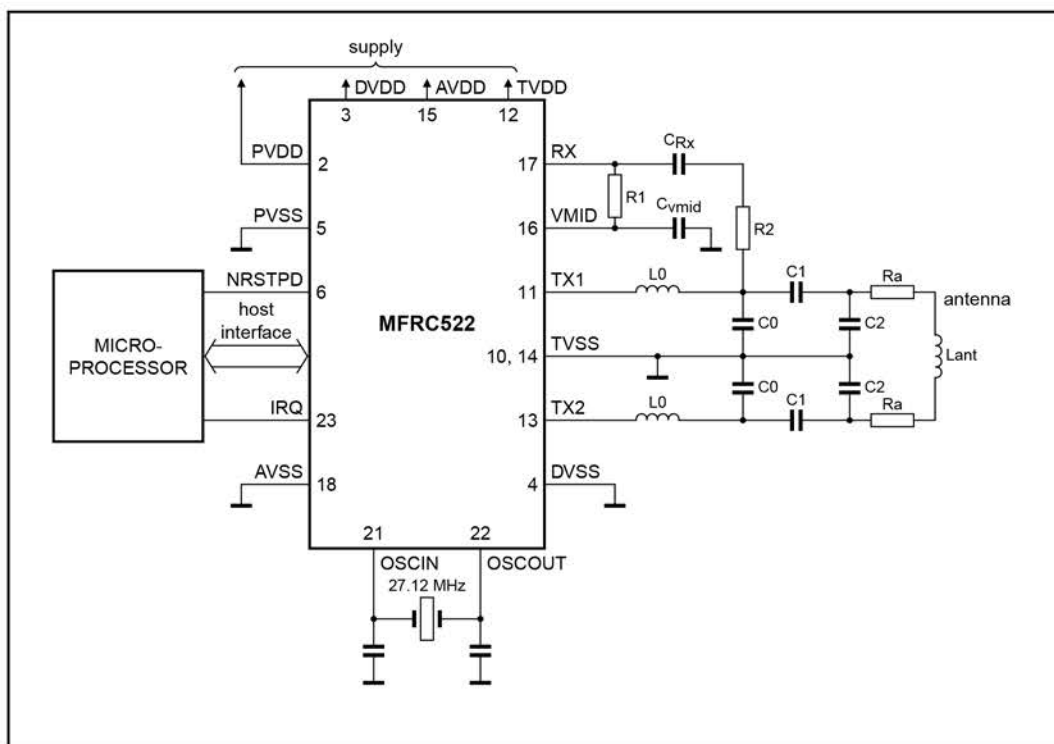 supply
DVDD AVDD TVDD
3 15 12
PVDD 2 17 RX CRx
R1
PVSS 5 16 VMID Cvmid R2
NRSTPD 6 11 TX1 L0 C1 Ra
host
interface
MFRC522
antenna
C0 C2
MICRO-
PROCESSOR
10, 14 TVSS
Lant
C0 C2
IRQ 23 13 TX2 L0 C1 Ra
AVSS 18 4 DVSS
21 22
OSCIN OSCOUT
27.12 MHz